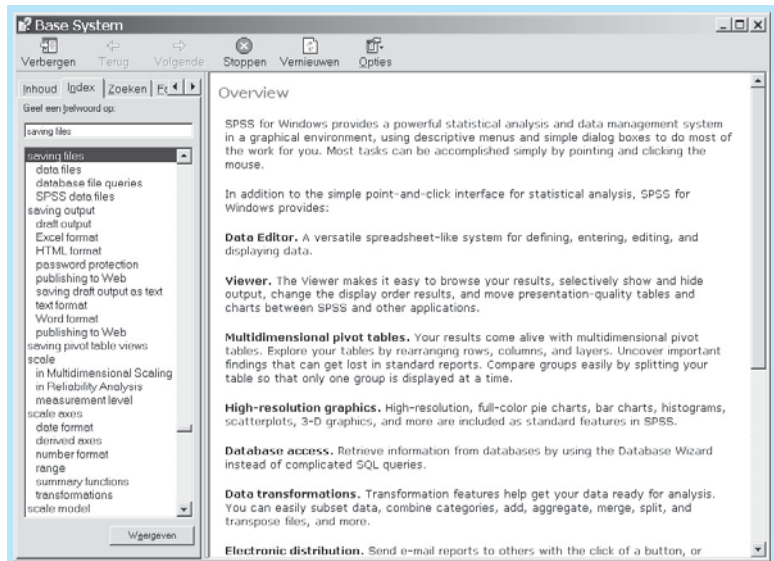 Base System
Verbergen Terug Volgende Stoppen Vernieuwen Opties
Inhoud Index Zoeken
Geef een trefwoord op:
saving files
saving files
data files
database file queries
SPSS data files
saving output
draft output
Excel format
HTML format
password protection
publishing to Web
saving draft output as text
text format
Word format
publishing to Web
saving pivot table views
scale
in Multidimensional Scaling
in Reliability Analysis
measurement level
scale axes
date format
derived axes
number format
range
summary functions
transformations
scale model
Weergeven
Overview
SPSS for Windows provides a powerful statistical analysis and data management system
in a graphical environment, using descriptive menus and simple dialog boxes to do most of
the work for you. Most tasks can be accomplished simply by pointing and clicking the
mouse.
In addition to the simple point-and-click interface for statistical analysis, SPSS for
Windows provides:
Data Editor. A versatile spreadsheet-like system for defining, entering, editing, and
displaying data.
Viewer. The Viewer makes it easy to browse your results, selectively show and hide
output, change the display order results, and move presentation-quality tables and
charts between SPSS and other applications.
Multidimensional pivot tables. Your results come alive with multidimensional pivot
tables. Explore your tables by rearranging rows, columns, and layers. Uncover important
findings that can get lost in standard reports. Compare groups easily by splitting your
table so that only one group is displayed at a time.
High-resolution graphics. High-resolution, full-color pie charts, bar charts, histograms,
scatterplots, 3-D graphics, and more are included as standard features in SPSS.
Database access. Retrieve information from databases by using the Database Wizard
instead of complicated SQL queries.
Data transformations. Transformation features help get your data ready for analysis.
You can easily subset data, combine categories, add, aggregate, merge, split, and
transpose files, and more.
Electronic distribution. Send e-mail reports to others with the click of a button, or